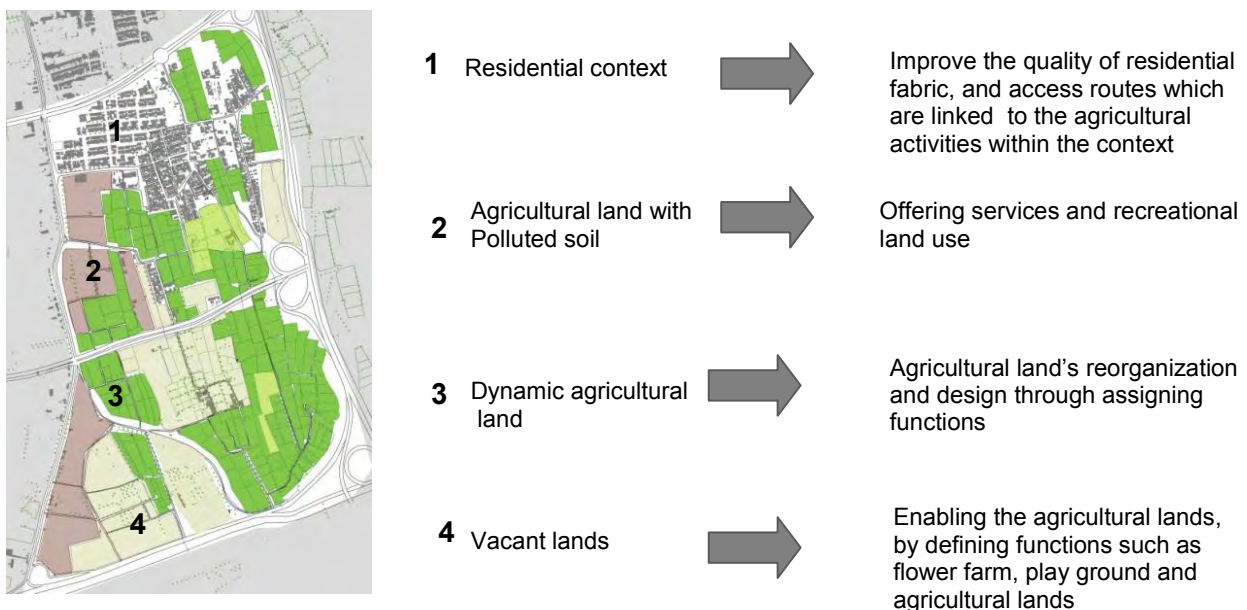 1
2
3
4
1 Residential context
Improve the quality of residential
fabric, and access routes which
are linked to the agricultural
activities within the context
2 Agricultural land with
Polluted soil
Offering services and recreational
land use
3 Dynamic agricultural
land
Agricultural land’s reorganization
and design through assigning
functions
4 Vacant lands
Enabling the agricultural lands,
by defining functions such as
flower farm, play ground and
agricultural lands